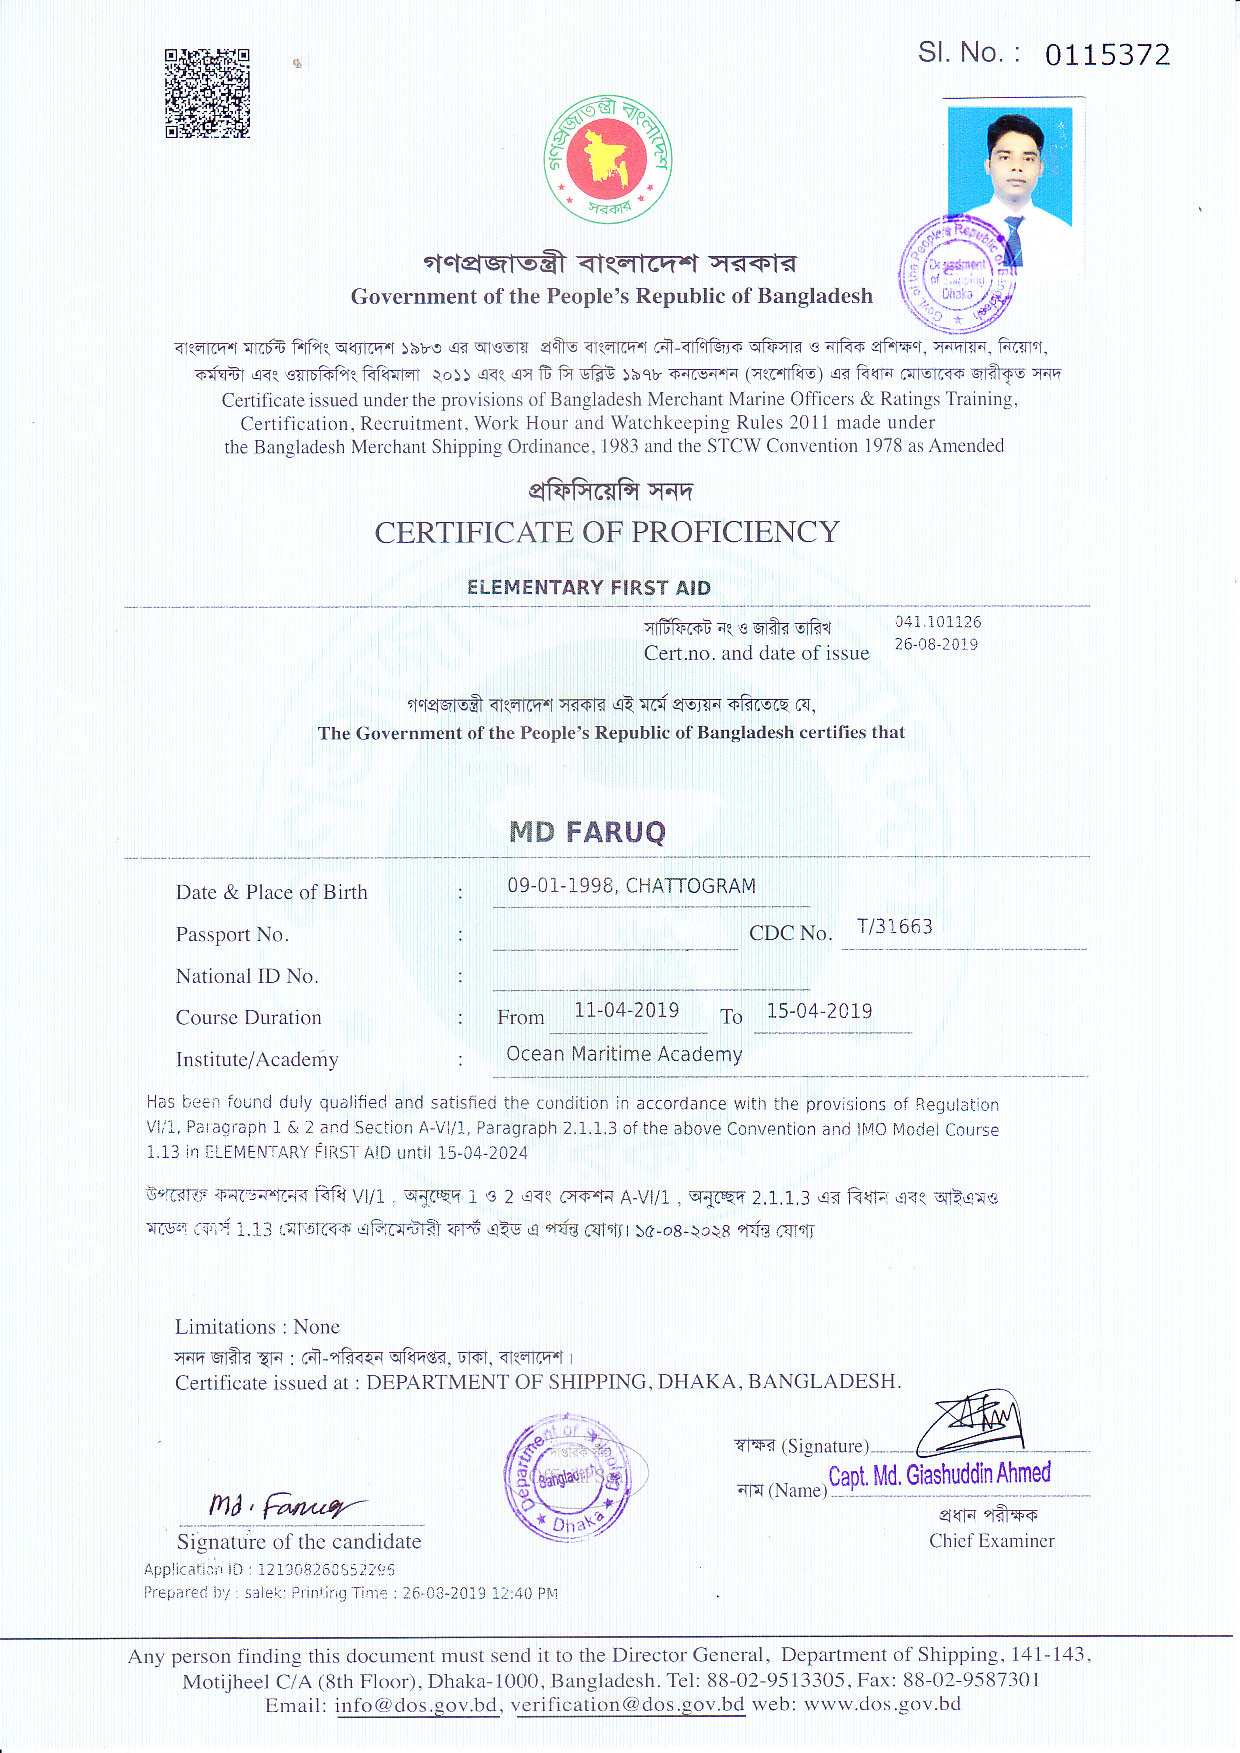 Sl. No. : 0115372
গণপ্রজাতন্ত্রী বাংলাদেশ
সরকার
Govt. of the People's Republic of
Department
of Shipping
Dhaka
গণপ্রজাতন্ত্রী বাংলাদেশ সরকার
Government of the People's Republic of Bangladesh
বাংলাদেশ মার্চেন্ট শিপিং অধ্যাদেশ ১৯৮৩ এর আওতায় প্রণীত বাংলাদেশ নৌ-বাণিজ্যিক অফিসার ও নাবিক প্রশিক্ষণ, সনদায়ন, নিয়োগ,
কর্মঘন্টা এবং ওয়াচকিপিং বিধিমালা ২০১১ এবং এস টি সি ডব্লিউ ১৯৭৮ কনভেনশন (সংশোধিত) এর বিধান মোতাবেক জারীকৃত সনদ
Certificate issued under the provisions of Bangladesh Merchant Marine Officers & Ratings Training,
Certification, Recruitment, Work Hour and Watchkeeping Rules 2011 made under
the Bangladesh Merchant Shipping Ordinance, 1983 and the STCW Convention 1978 as Amended
প্রফিসিয়েন্সি সনদ
CERTIFICATE OF PROFICIENCY
ELEMENTARY FIRST AID
সার্টিফিকেট নং ও জারীর তারিখ 041.101126
Cert.no. and date of issue 26-08-2019
গণপ্রজাতন্ত্রী বাংলাদেশ সরকার এই মর্মে প্রত্যয়ন করিতেছে যে,
The Government of the People's Republic of Bangladesh certifies that
MD FARUQ
Date & Place of Birth : 09-01-1998, CHATTOGRAM
Passport No. : CDC No. T/31663
National ID No. :
Course Duration : From 11-04-2019 To 15-04-2019
Institute/Academy : Ocean Maritime Academy
Has been found duly qualified and satisfied the condition in accordance with the provisions of Regulation
VI/1, Paragraph 1 & 2 and Section A-VI/1, Paragraph 2.1.1.3 of the above Convention and IMO Model Course
1.13 in ELEMENTARY FIRST AID until 15-04-2024
উপরোক্ত কনভেনশনের বিধি VI/1 , অনুচ্ছেদ 1 ও 2 এবং সেকশন A-VI/1 , অনুচ্ছেদ 2.1.1.3 এর বিধান এবং আইএমও
মডেল কোর্স 1.13 মোতাবেক এলিমেন্টারী ফার্স্ট এইড এ পর্যন্ত যোগ্য। ১৫-০৪-২০২৪ পর্যন্ত যোগ্য
Limitations : None
সনদ জারীর স্থান : নৌ-পরিবহন অধিদপ্তর, ঢাকা, বাংলাদেশ।
Certificate issued at : DEPARTMENT OF SHIPPING, DHAKA, BANGLADESH.
Department of
Bangladesh
Dhaka
স্বাক্ষর (Signature)
নাম (Name) Capt. Md. Giashuddin Ahmed
প্রধান পরীক্ষক
Chief Examiner
Md. Faruq
Signature of the candidate
Application ID :
Prepared by : salek: Printing Time : 26-08-2019 12:40 PM
Any person finding this document must send it to the Director General, Department of Shipping, 141-143,
Motijheel C/A (8th Floor), Dhaka-1000, Bangladesh. Tel: 88-02-9513305, Fax: 88-02-9587301
Email: info@dos.gov.bd, verification@dos.gov.bd web: www.dos.gov.bd